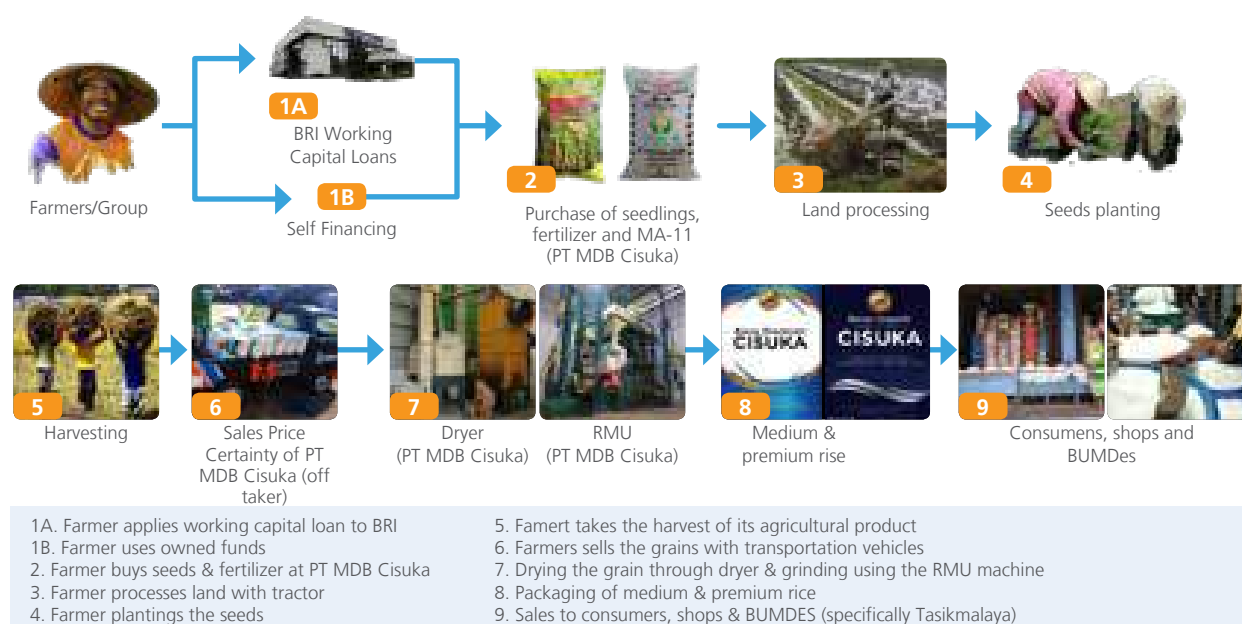 1A
BRI Working
Capital Loans
1B
Self Financing
Farmers/Group
2
Purchase of seedlings,
fertilizer and MA-11
(PT MDB Cisuka)
3
Land processing
4
Seeds planting
5
Harvesting
6
Sales Price
Certainty of PT
MDB Cisuka (off
taker)
7
Dryer
(PT MDB Cisuka)
RMU
(PT MDB Cisuka)
CISUKA
CISUKA
8
Medium &
premium rise
9
Consumens, shops and
BUMDes
1A. Farmer applies working capital loan to BRI
1B. Farmer uses owned funds
2. Farmer buys seeds & fertilizer at PT MDB Cisuka
3. Farmer processes land with tractor
4. Farmer plantings the seeds
5. Famert takes the harvest of its agricultural product
6. Farmers sells the grains with transportation vehicles
7. Drying the grain through dryer & grinding using the RMU machine
8. Packaging of medium & premium rice
9. Sales to consumers, shops & BUMDES (specifically Tasikmalaya)